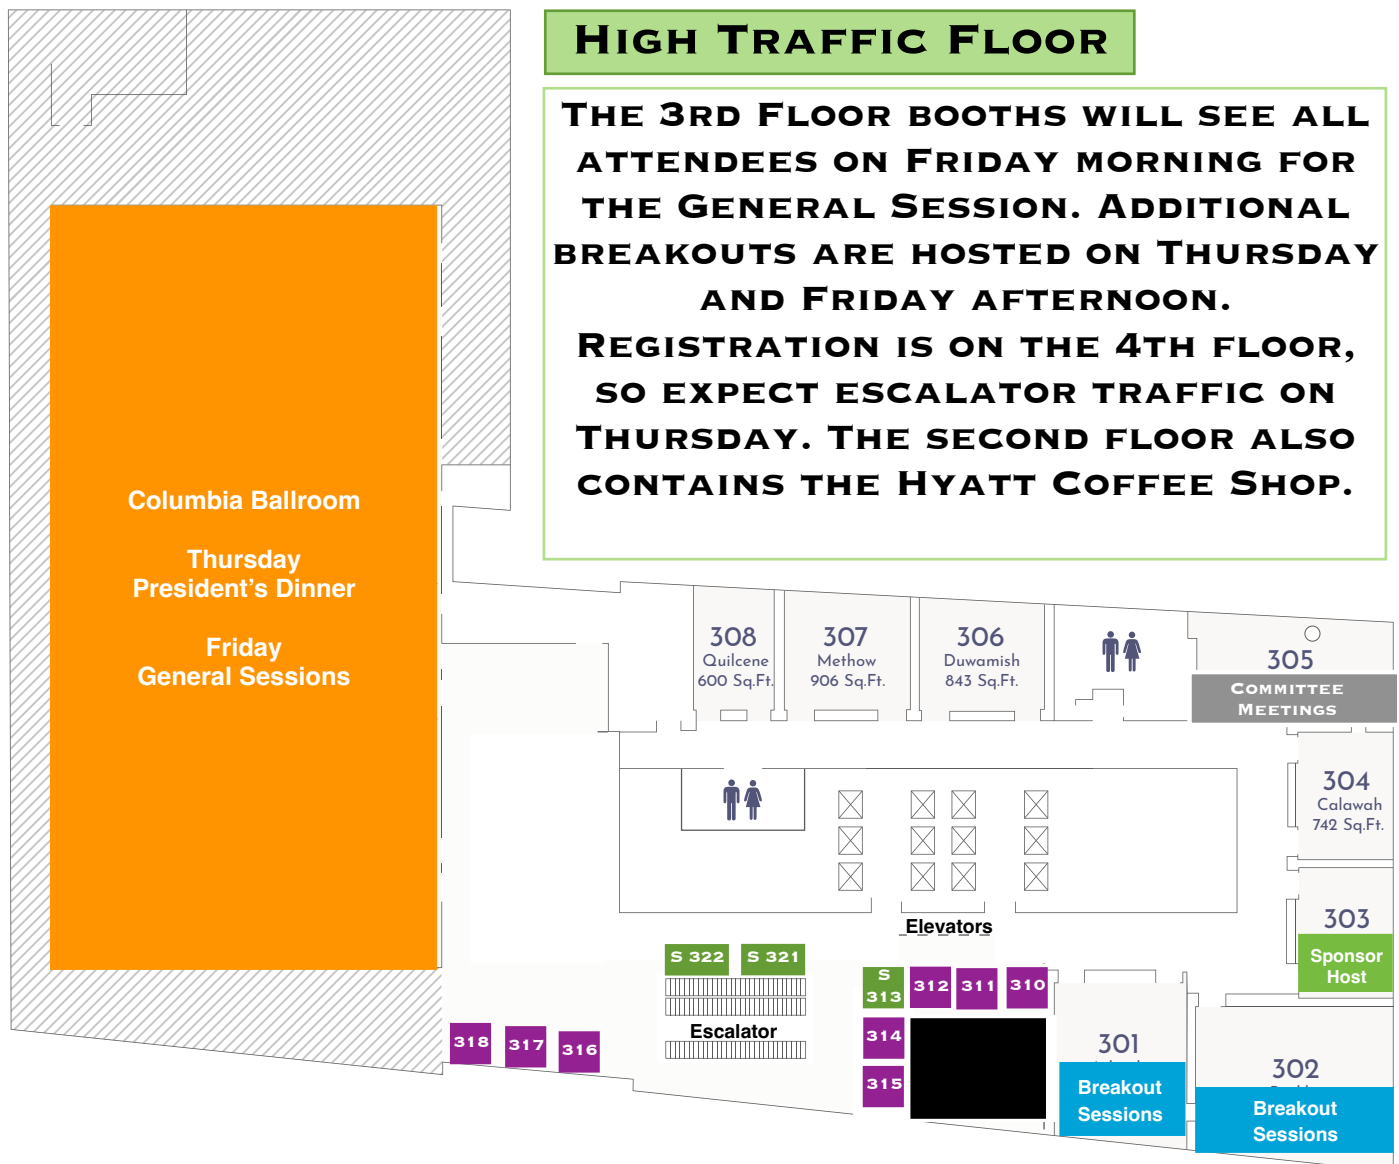 HIGH TRAFFIC FLOOR
THE 3RD FLOOR BOOTHS WILL SEE ALL
ATTENDEES ON FRIDAY MORNING FOR
THE GENERAL SESSION. ADDITIONAL
BREAKOUTS ARE HOSTED ON THURSDAY
AND FRIDAY AFTERNOON.
REGISTRATION IS ON THE 4TH FLOOR,
SO EXPECT ESCALATOR TRAFFIC ON
THURSDAY. THE SECOND FLOOR ALSO
CONTAINS THE HYATT COFFEE SHOP.
Columbia Ballroom
Thursday
President's Dinner
Friday
General Sessions
308
Quilcene
600 Sq.Ft.
307
Methow
906 Sq.Ft.
306
Duwamish
843 Sq.Ft.
305
COMMITTEE
MEETINGS
304
Calawah
742 Sq.Ft.
303
Sponsor
Host
Elevators
S 322
S 321
Escalator
S
313
312
311
310
314
315
318
317
316
301
Breakout
Sessions
302
Breakout
Sessions